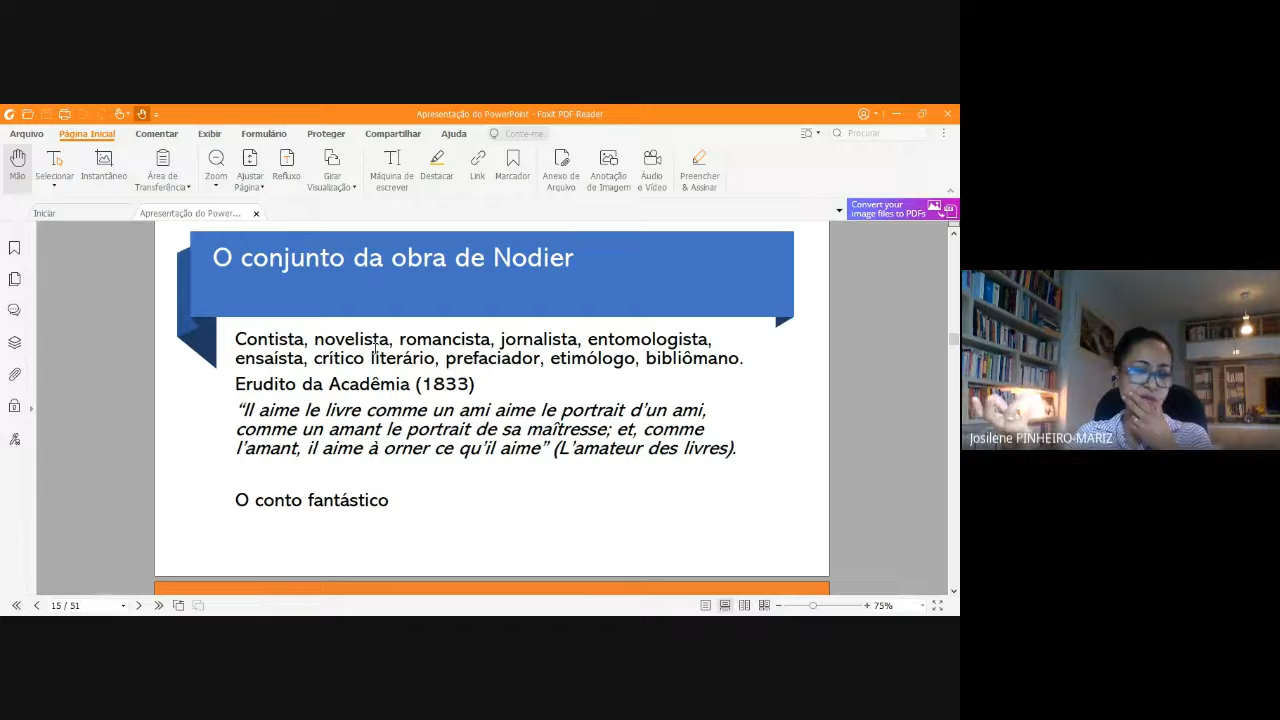 Apresentação do PowerPoint - Foxit PDF Reader
Arquivo Página Inicial Comentar Exibir Formulário Proteger Compartilhar Ajuda Conte-me... Procurar
Mão Selecionar Instantâneo Área de Transferência Zoom Ajustar Página Refluxo Girar Visualização Máquina de escrever Destacar Link Marcador Anexo de Arquivo Anotação de Imagem Áudio e Vídeo Preencher & Assinar
Iniciar Apresentação do Power... Convert your image files to PDFs
O conjunto da obra de Nodier
Contista, novelista, romancista, jornalista, entomologista,
ensaísta, crítico literário, prefaciador, etimólogo, bibliômano.
Erudito da Acadêmia (1833)
“Il aime le livre comme un ami aime le portrait d’un ami,
comme un amant le portrait de sa maîtresse; et, comme
l’amant, il aime à orner ce qu’il aime” (L’amateur des livres).
O conto fantástico
Josilene PINHEIRO-MARIZ
15 / 51 75%